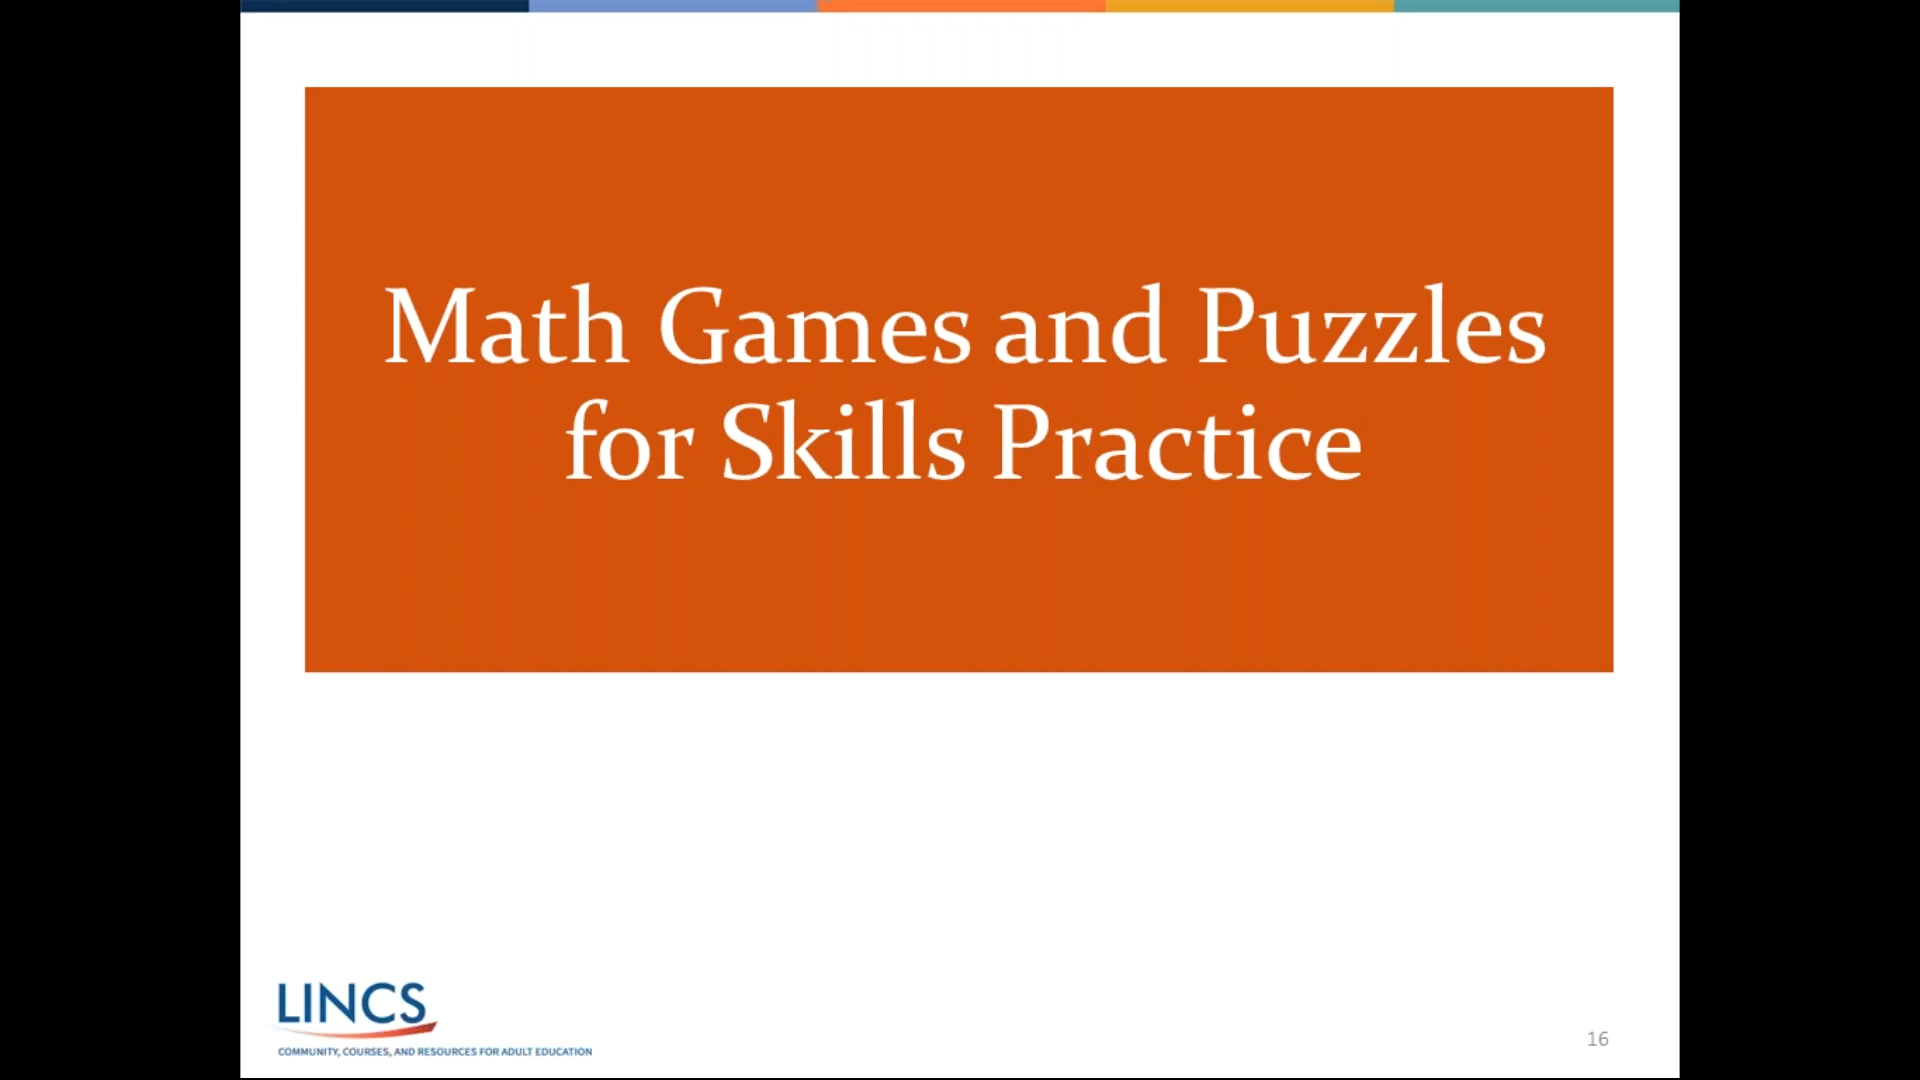 Math Games and Puzzles
for Skills Practice
LINCS
COMMUNITY, COURSES, AND RESOURCES FOR ADULT EDUCATION
16